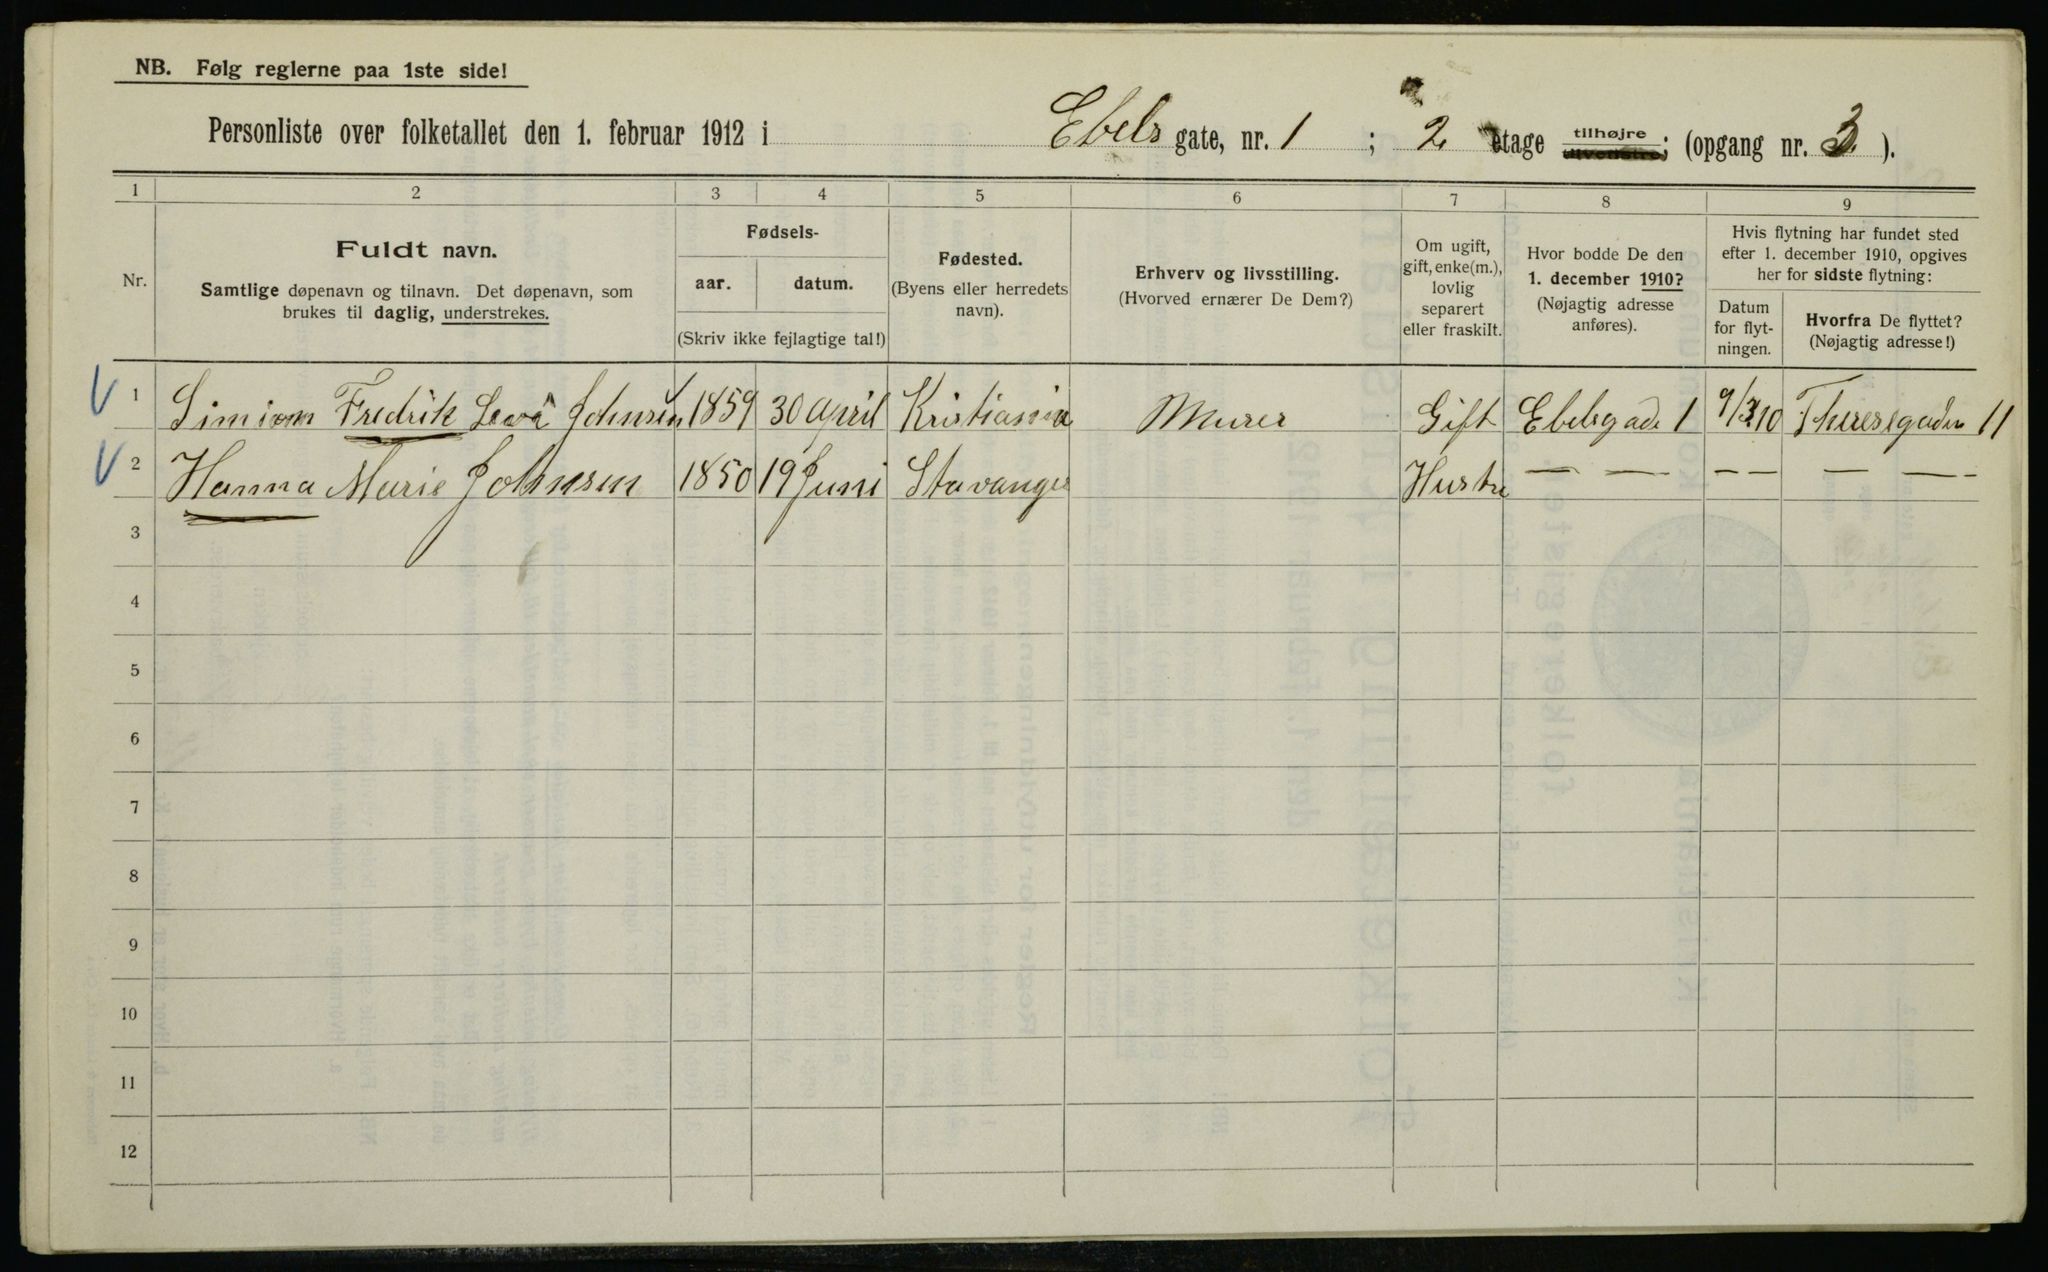 NB. Følg reglerne paa 1ste side!
Personliste over folketallet den 1. februar 1912 i Ebels gate, nr. 1 ; 2 etage tilhøjre tilvenstre; (opgang nr. 3 ).
1 2 3 4 5 6 7 8 9
Nr.
Fuldt navn.
Samtlige døpenavn og tilnavn. Det døpenavn, som
brukes til daglig, understrekes.
Fødsels-
aar. datum.
(Skriv ikke fejlagtige tal!)
Fødested.
(Byens eller herredets
navn).
Erhverv og livsstilling.
(Hvorved ernærer De Dem?)
Om ugift,
gift, enke(m.),
lovlig
separert
eller fraskilt.
Hvor bodde De den
1. december 1910?
(Nøjagtig adresse
anføres).
Hvis flytning har fundet sted
efter 1. december 1910, opgives
her for sidste flytning:
Datum
for flyt-
ningen.
Hvorfra De flyttet?
(Nøjagtig adresse!)
1 Fredrik Johnsen 1859 30 April Kristiania Murer Gift Ebelsgade 1 9/3 10 Theresegaden 11
2 Hanna Marie Johnsen 1850 19 Juni Stavanger Hustru — — — — — —
3
4
5
6
7
8
9
10
11
12